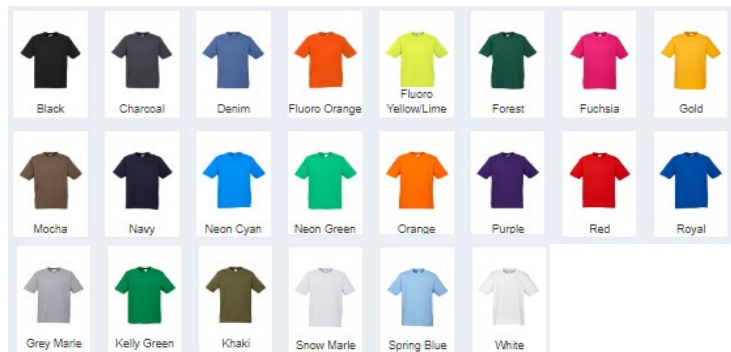 Black
Charcoal
Denim
Fluoro Orange
Fluoro
Yellow/Lime
Forest
Fuchsia
Gold
Mocha
Navy
Neon Cyan
Neon Green
Orange
Purple
Red
Royal
Grey Marle
Kelly Green
Khaki
Snow Marle
Spring Blue
White